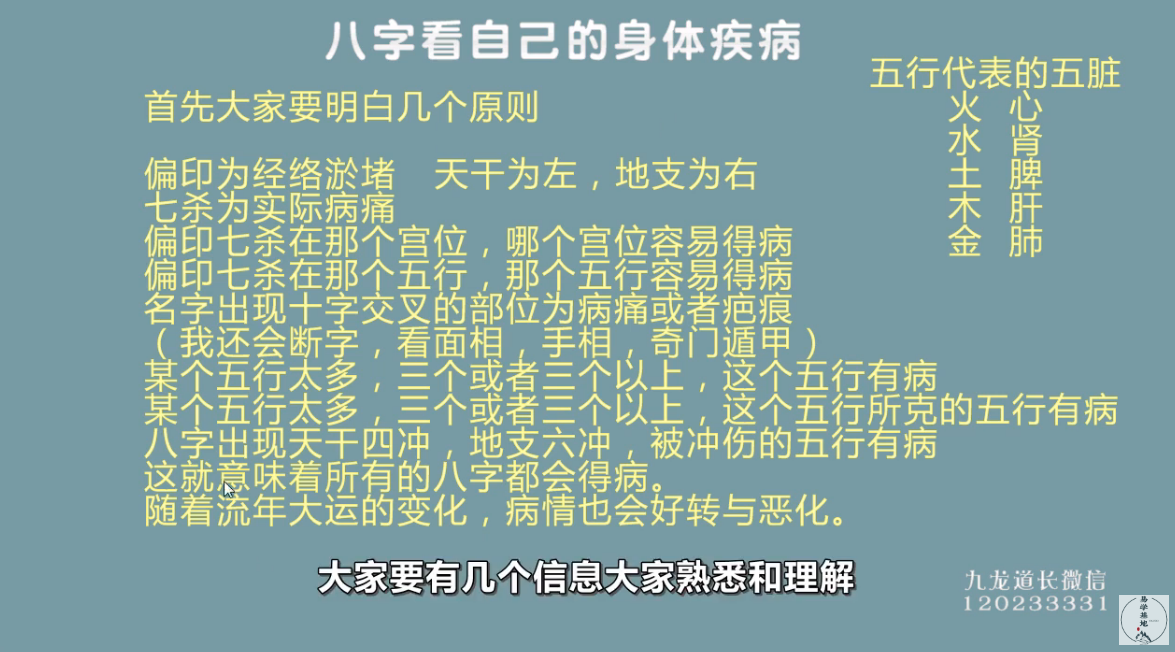 八字看自己的身体疾病
五行代表的五脏
火 心
水 肾
土 脾
木 肝
金 肺
首先大家要明白几个原则
偏印为经络淤堵 天干为左，地支为右
七杀为实际病痛
偏印七杀在那个宫位，哪个宫位容易得病
偏印七杀在那个五行，那个五行容易得病
名字出现十字交叉的部位为病痛或者疤痕
（我还会断字，看面相，手相，奇门遁甲）
某个五行太多，三个或者三个以上，这个五行有病
某个五行太多，三个或者三个以上，这个五行所克的五行有病
八字出现天干四冲，地支六冲，被冲伤的五行有病
这就意味着所有的八字都会得病。
随着流年大运的变化，病情也会好转与恶化。
大家要有几个信息大家熟悉和理解
九龙道长微信
120233331
易学基地